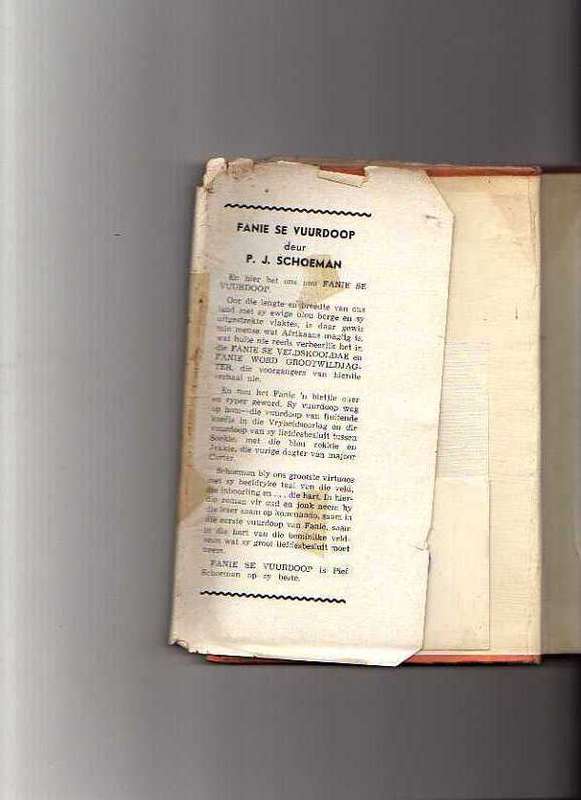 FANIE SE VUURDOOP
deur
P. J. SCHOEMAN
En hier het ons nou FANIE SE
VUURDOOP.
Oor die lengte en breedte van ons
land met sy ewige blou berge en sy
uitgestrekte vlaktes, is daar gewis
min mense wat Afrikaans magtig is,
wat hulle nie reeds verheerlik het in
die FANIE SE VELDSKOOLDAE en
FANIE WORD GROOTWILDJAG-
TER, die voorgangers van hierdie
verhaal nie.
En nou het Fanie 'n bietjie ouer
en ryper geword. Sy vuurdoop wag
op hom—die vuurdoop van fluitende
koeëls in die Vryheidsoorlog en die
vuurdoop van sy liefdesbesluit tussen
met die blou rokkie en
die vurige dogter van majoor
Carter.
Schoeman bly ons grootste virtuoos
met sy beeldryke taal van die veld,
die inboorling en ... die hart. In hier-
die roman vir oud en jonk neem hy
die leser saam op kommando, saam in
die eerste vuurdoop van Fanie, saam
in die hart van die beminlike veld-
seun wat sy groot liefdesbesluit moet
neem.
FANIE SE VUURDOOP is Piet
Schoeman op sy beste.